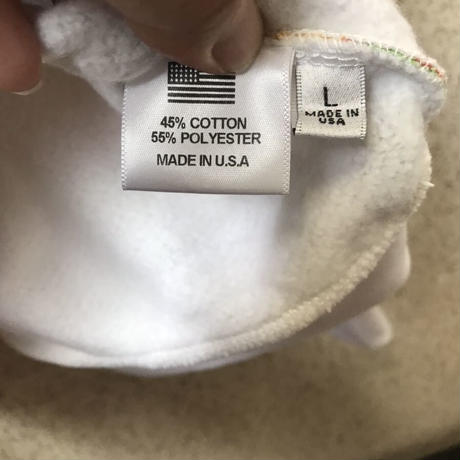 45% COTTON
55% POLYESTER
MADE IN U.S.A
L
MADE IN
USA